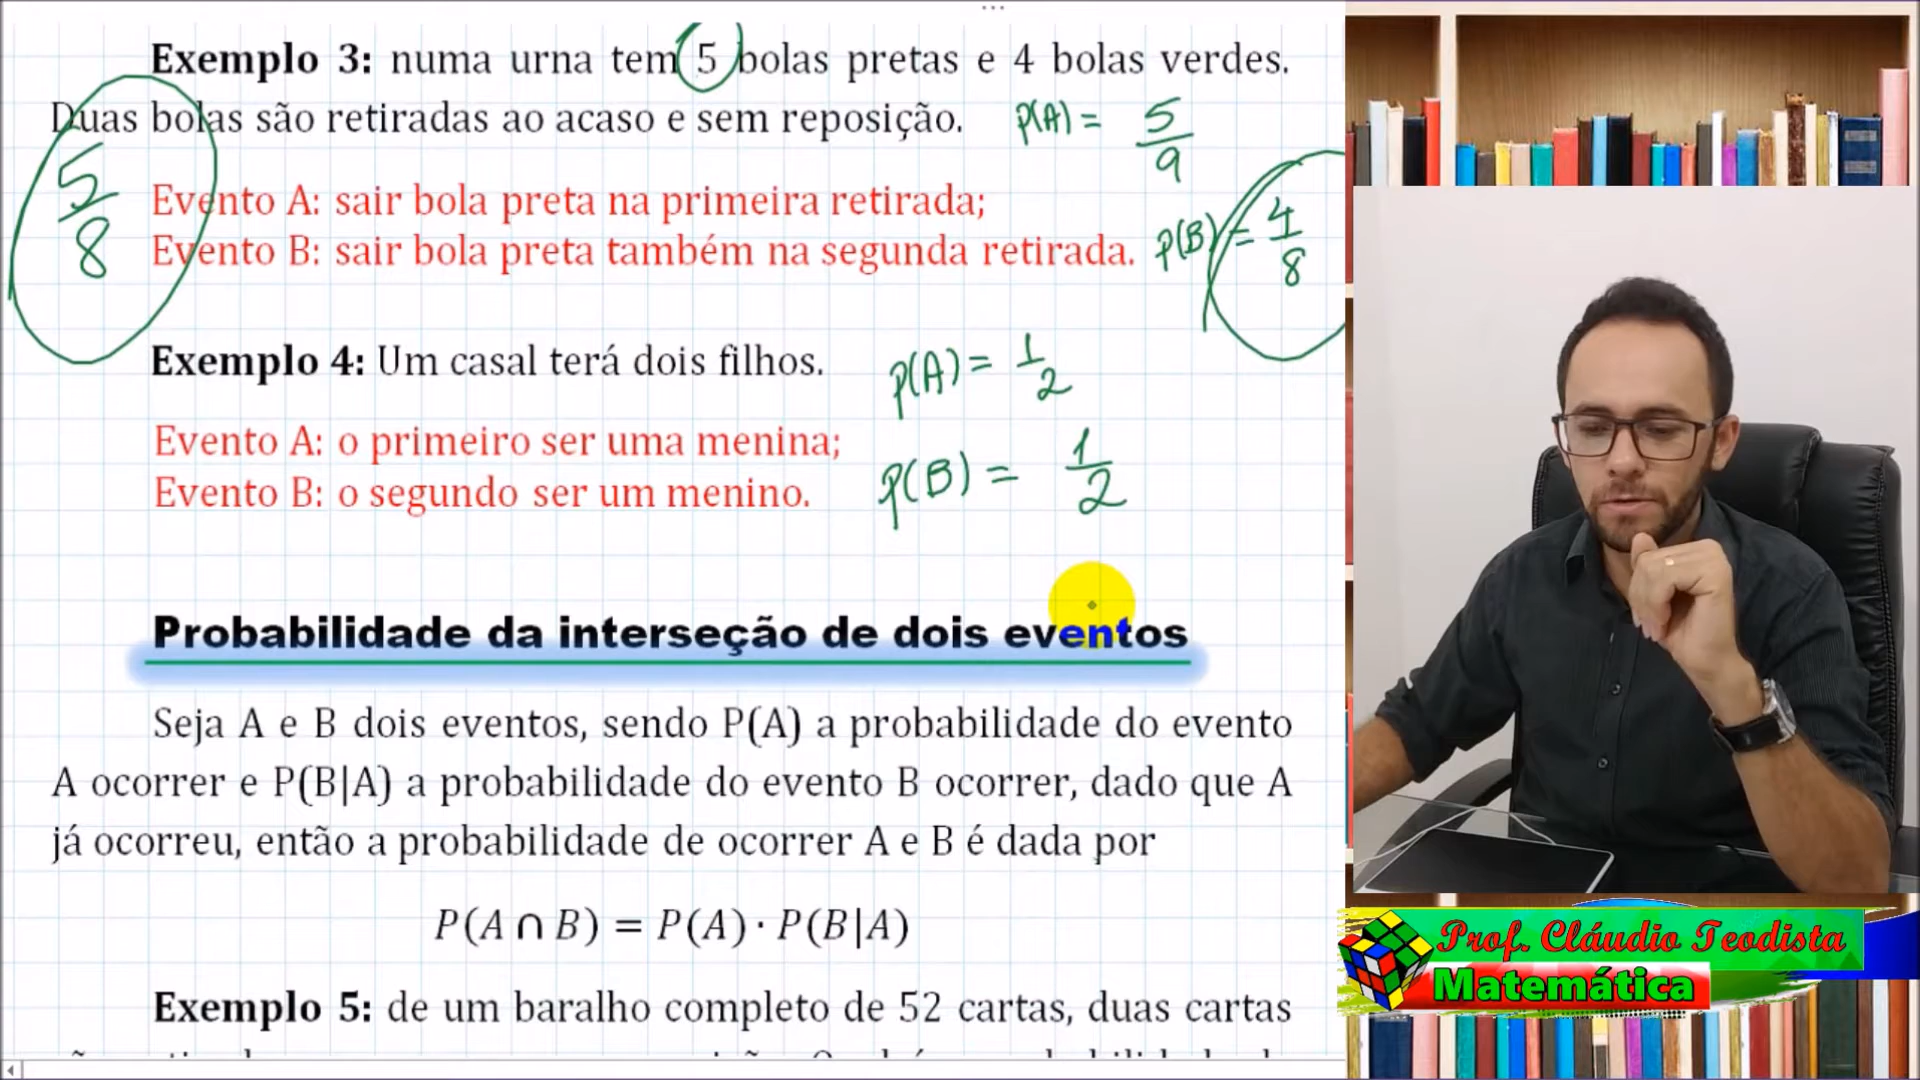 Exemplo 3: numa urna tem 5 bolas pretas e 4 bolas verdes.
Duas bolas são retiradas ao acaso e sem reposição.
p(A) = 5/9
5/8
Evento A: sair bola preta na primeira retirada;
Evento B: sair bola preta também na segunda retirada.
p(B) = 4/8
Exemplo 4: Um casal terá dois filhos.
p(A) = 1/2
Evento A: o primeiro ser uma menina;
Evento B: o segundo ser um menino.
p(B) = 1/2
Probabilidade da interseção de dois eventos
Seja A e B dois eventos, sendo P(A) a probabilidade do evento
A ocorrer e P(B|A) a probabilidade do evento B ocorrer, dado que A
já ocorreu, então a probabilidade de ocorrer A e B é dada por
P(A ∩ B) = P(A) · P(B|A)
Exemplo 5: de um baralho completo de 52 cartas, duas cartas
Prof. Cláudio Teodista
Matemática